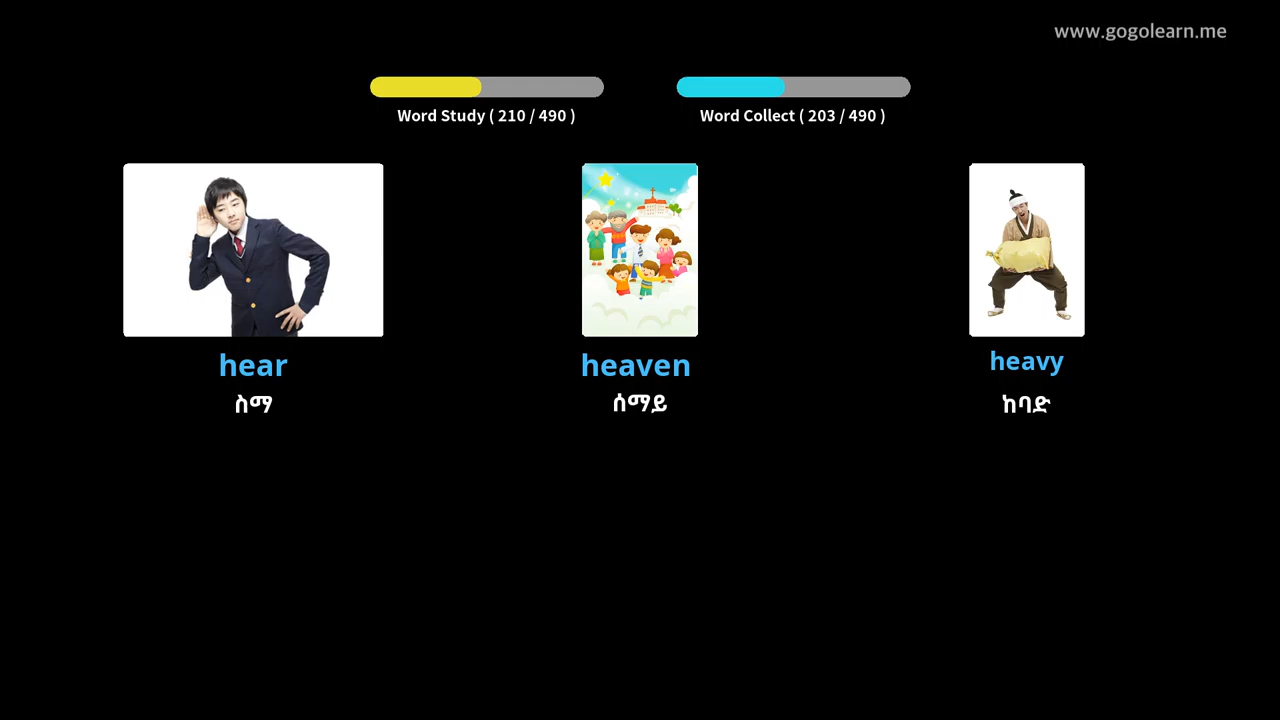 www.gogolearn.me
Word Study ( 210 / 490 )
Word Collect ( 203 / 490 )
hear
heaven
heavy
ስማ
ሰማይ
ከባድ